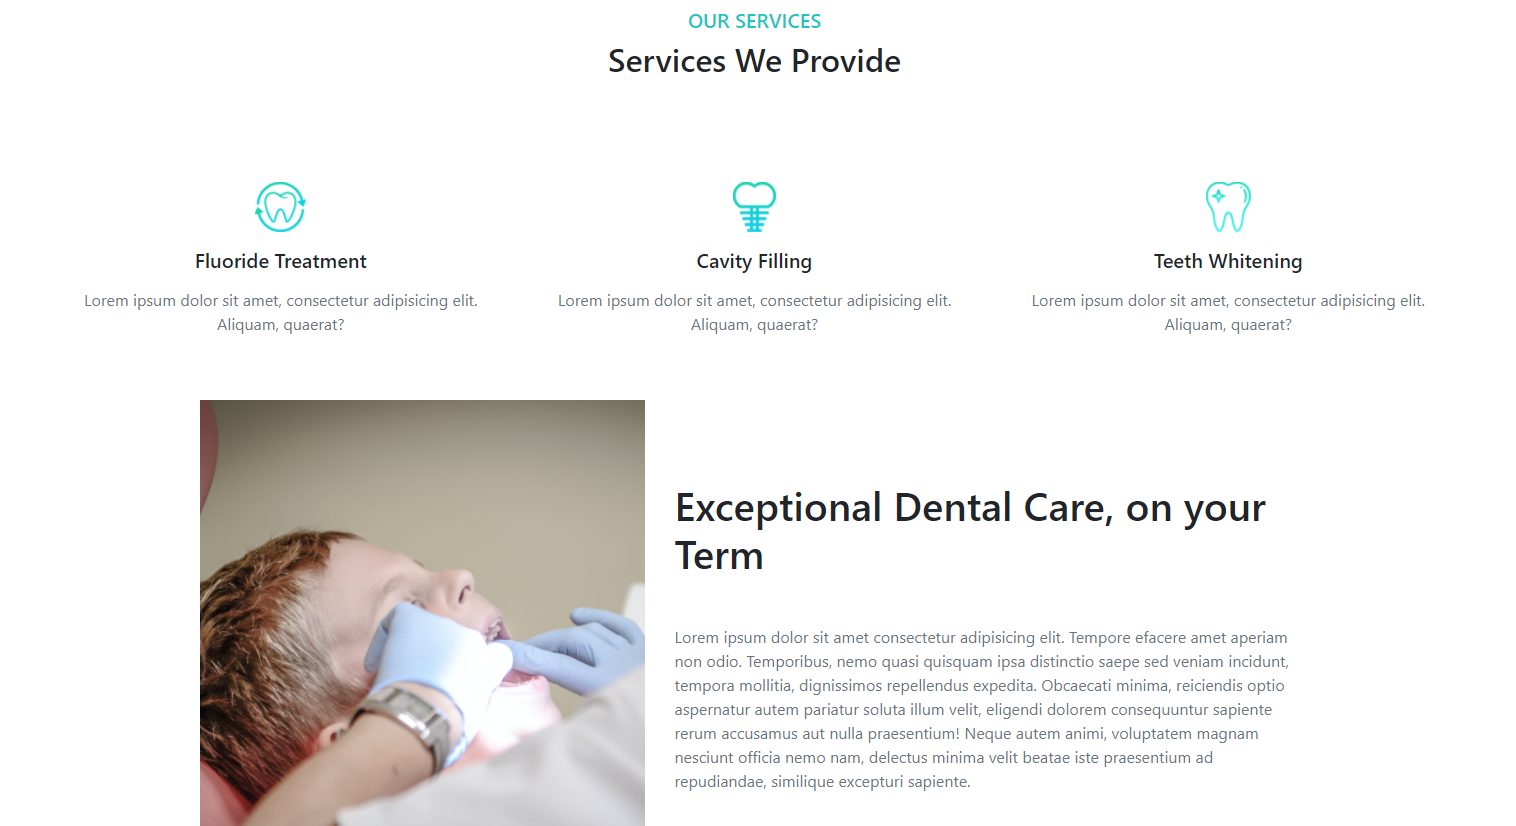 OUR SERVICES
Services We Provide
Fluoride Treatment
Lorem ipsum dolor sit amet, consectetur adipisicing elit.
Aliquam, quaerat?
Cavity Filling
Lorem ipsum dolor sit amet, consectetur adipisicing elit.
Aliquam, quaerat?
Teeth Whitening
Lorem ipsum dolor sit amet, consectetur adipisicing elit.
Aliquam, quaerat?
Exceptional Dental Care, on your
Term
Lorem ipsum dolor sit amet consectetur adipisicing elit. Tempore efacere amet aperiam
non odio. Temporibus, nemo quasi quisquam ipsa distinctio saepe sed veniam incidunt,
tempora mollitia, dignissimos repellendus expedita. Obcaecati minima, reiciendis optio
aspernatur autem pariatur soluta illum velit, eligendi dolorem consequuntur sapiente
rerum accusamus aut nulla praesentium! Neque autem animi, voluptatem magnam
nesciunt officia nemo nam, delectus minima velit beatae iste praesentium ad
repudiandae, similique excepturi sapiente.